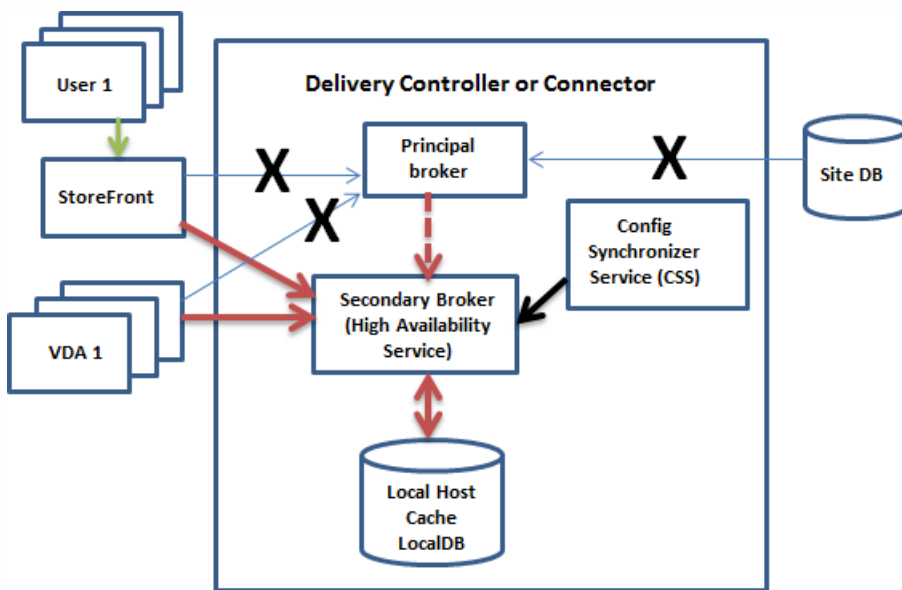 User 1
Delivery Controller or Connector
Principal
broker
X
X
X
StoreFront
Site DB
Config
Synchronizer
Service (CSS)
Secondary Broker
(High Availability
Service)
VDA 1
Local Host
Cache
LocalDB